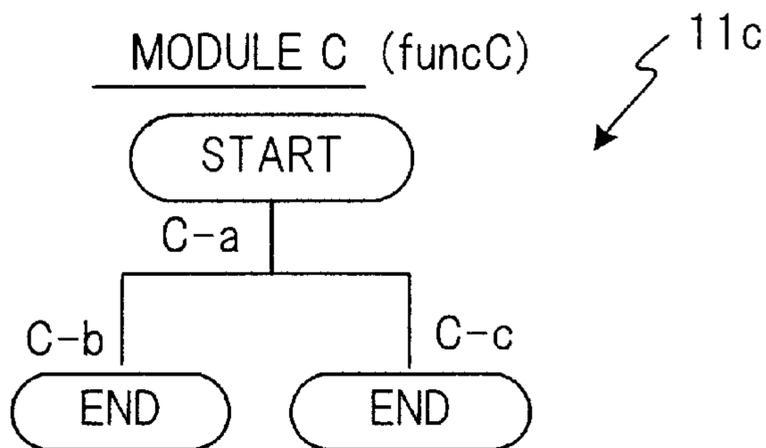 11c
MODULE C (funcC)
START
C-a
C-b
C-c
END
END